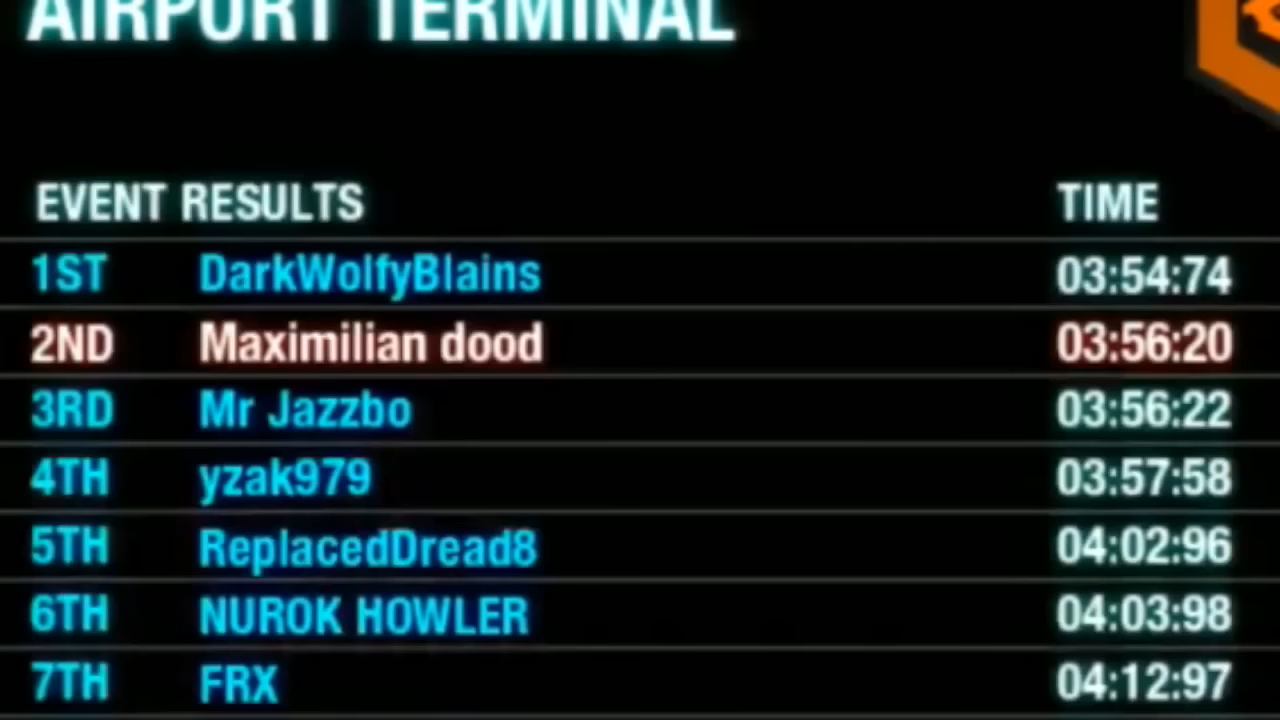 AIRPORT TERMINAL
EVENT RESULTS TIME
1ST DarkWolfyBlains 03:54:74
2ND Maximilian dood 03:56:20
3RD Mr Jazzbo 03:56:22
4TH yzak979 03:57:58
5TH ReplacedDread8 04:02:96
6TH NUROK HOWLER 04:03:98
7TH FRX 04:12:97